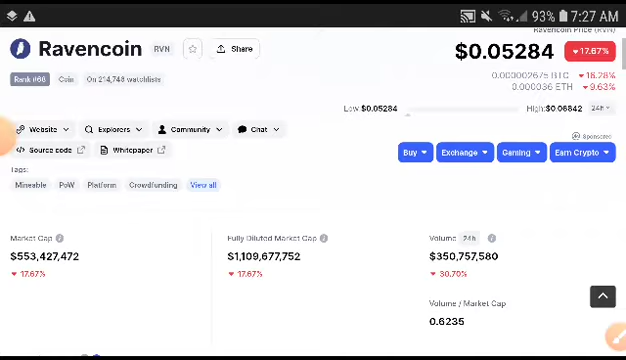 93% 7:27 AM
Ravencoin Price (RVN)
Ravencoin RVN Share
$0.05284 17.67%
Rank #68 Coin On 214,748 watchlists
0.000002675 BTC 16.28%
0.000036 ETH 9.63%
Low: $0.05284 High: $0.06842 24h
Website Explorers Community Chat
Sponsored
Source code Whitepaper
Buy Exchange Gaming Earn Crypto
Tags:
Mineable PoW Platform Crowdfunding View all
Market Cap Fully Diluted Market Cap Volume 24h
$553,427,472 $1,109,677,752 $350,757,580
17.67% 17.67% 30.70%
Volume / Market Cap
0.6235